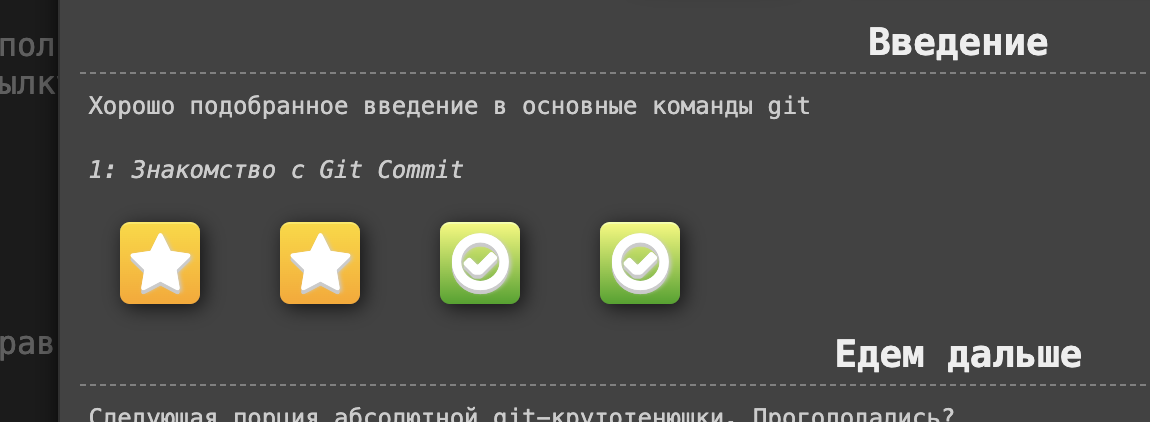 Введение
пол
ылк
Хорошо подобранное введение в основные команды git
1: Знакомство с Git Commit
рав
Едем дальше
Следующая порция абсолютной git-крутотенюшки. Проголодались?